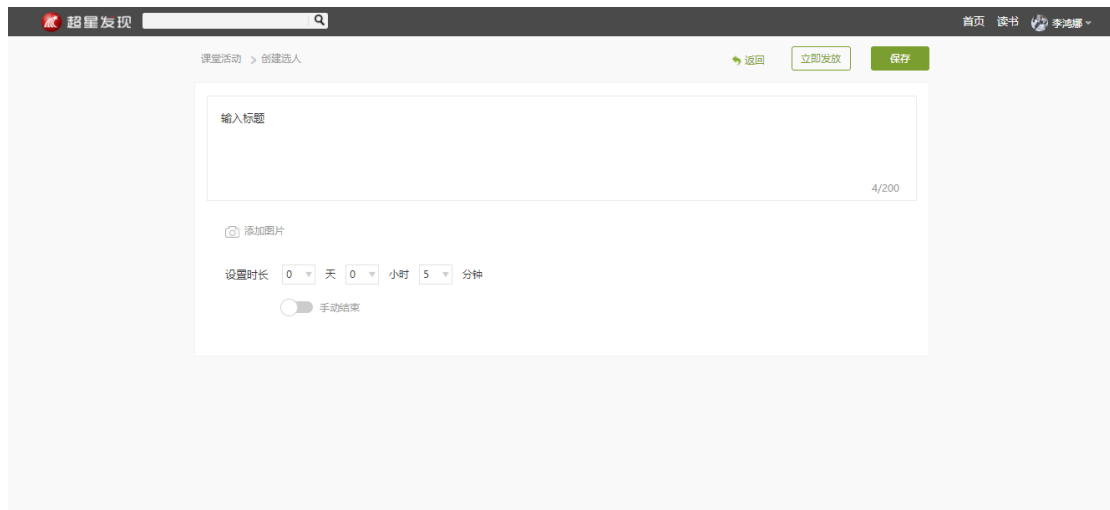 超星发现 首页 读书 李鸿娜
课堂活动 > 创建选人 返回 立即发放 保存
输入标题
4/200
添加图片
设置时长 0 天 0 小时 5 分钟
手动结束